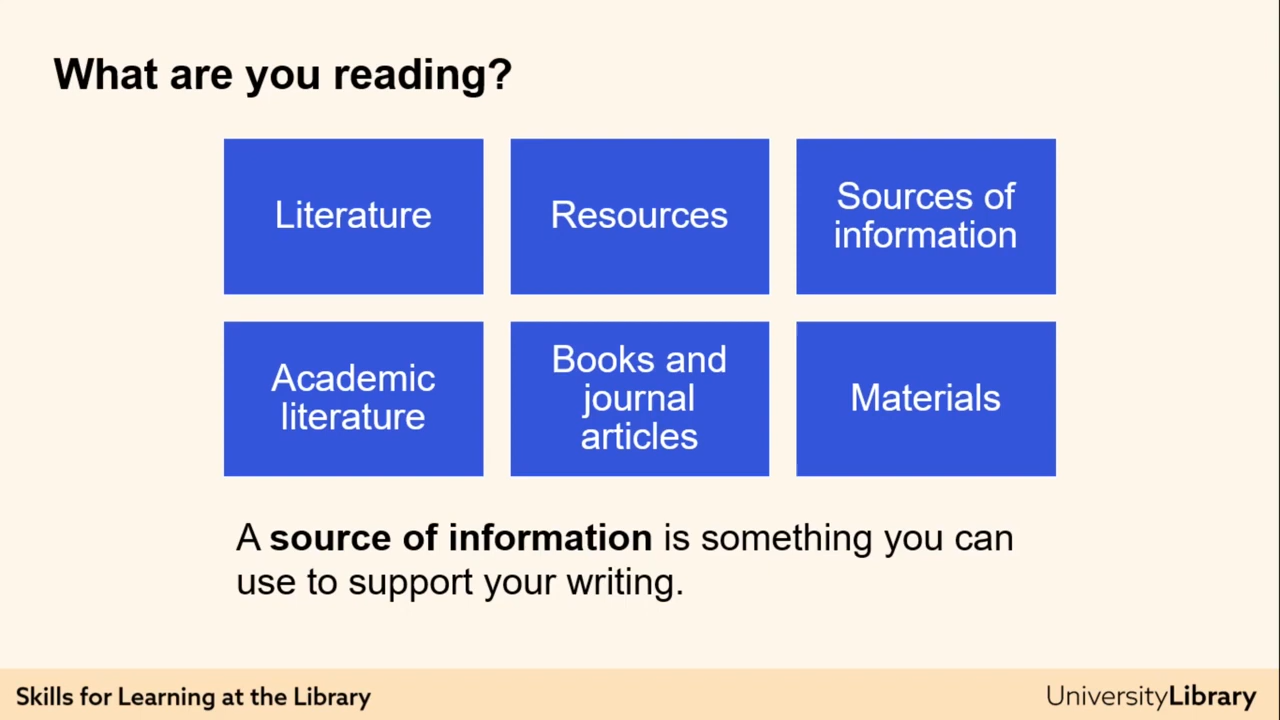 What are you reading?
Literature
Resources
Sources of
information
Academic
literature
Books and
journal
articles
Materials
A source of information is something you can
use to support your writing.
Skills for Learning at the Library
UniversityLibrary